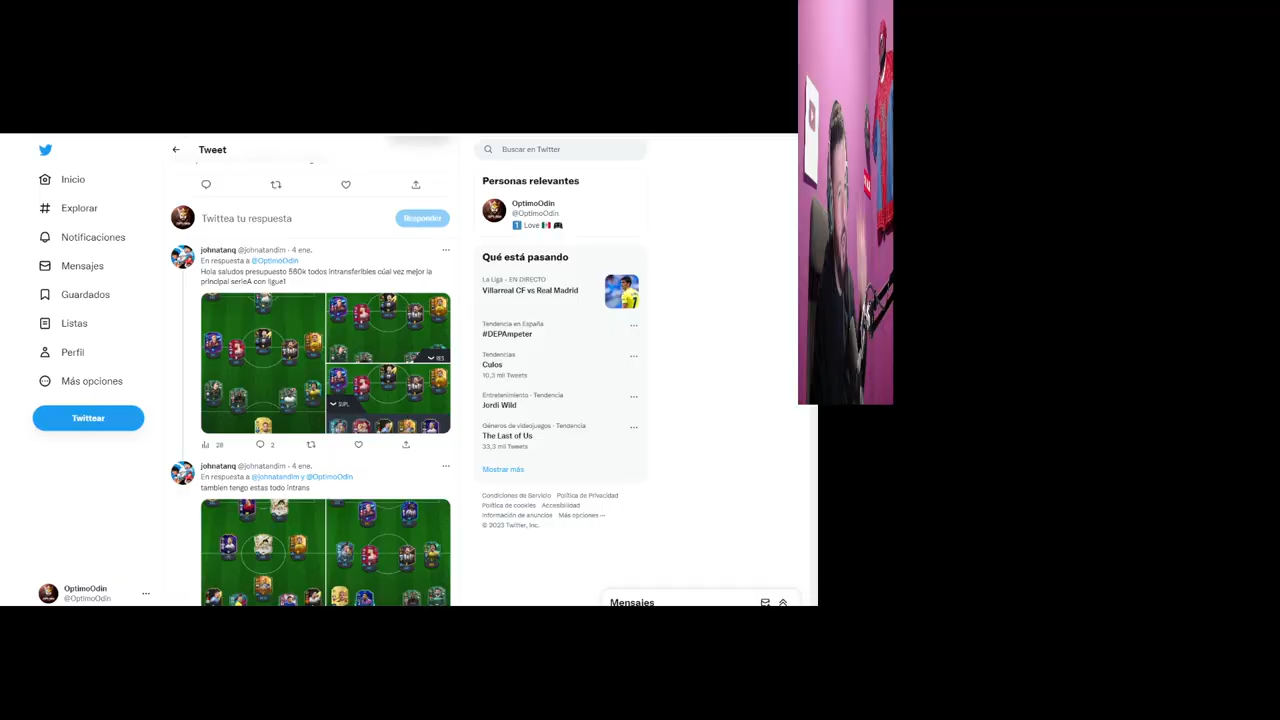 Tweet
Inicio
Explorar
Notificaciones
Mensajes
Guardados
Listas
Perfil
Más opciones
Twittear
OptimoOdin
@OptimoOdin
Twittea tu respuesta
Responder
johnatanq @johnatandim · 4 ene.
En respuesta a @OptimoOdin
Hola saludos presupuesto 560k todos intransferibles cúal vez mejor la
principal serieA con ligue1
RES
SUPL
28
2
johnatanq @johnatandim · 4 ene.
En respuesta a @johnatandim y @OptimoOdin
tambien tengo estas todo intrans
Buscar en Twitter
Personas relevantes
OptimoOdin
@OptimoOdin
Love
Qué está pasando
La Liga · EN DIRECTO
Villarreal CF vs Real Madrid
Tendencia en España
#DEPAmpeter
Tendencias
Culos
10,3 mil Tweets
Entretenimiento · Tendencia
Jordi Wild
Géneros de videojuegos · Tendencia
The Last of Us
33,3 mil Tweets
Mostrar más
Condiciones de Servicio Política de Privacidad
Política de cookies Accesibilidad
Información de anuncios Más opciones ···
© 2023 Twitter, Inc.
Mensajes